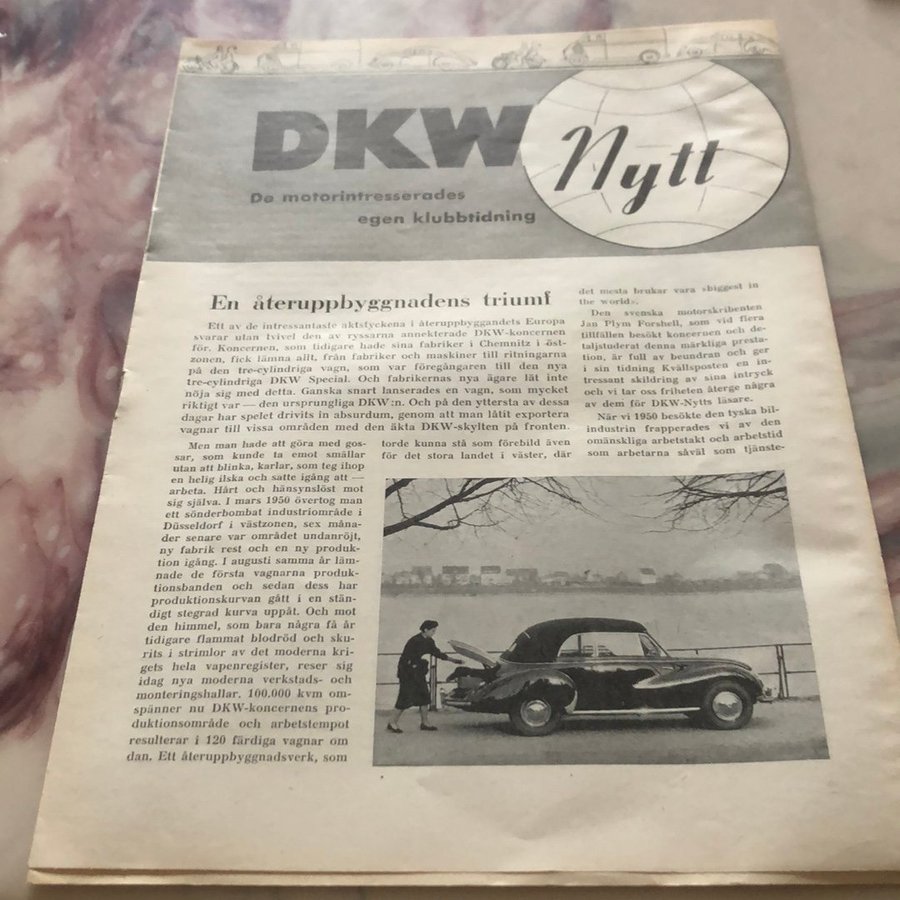 DKW Nytt
De motorintresserades
egen klubbtidning
En återuppbyggnadens triumf
Ett av de intressantaste aktstyckena i återuppbyggandets Europa
svarar utan tvivel den av ryssarna annekterade DKW-koncernen
för. Koncernen, som tidigare hade sina fabriker i Chemnitz i öst-
zonen, fick lämna allt, från fabriker och maskiner till ritningarna
på den tre-cylindriga vagn, som var föregångaren till den nya
tre-cylindriga DKW Special. Och fabrikernas nya ägare lät inte
nöja sig med detta. Ganska snart lanserades en vagn, som mycket
riktigt var — den ursprungliga DKW:n. Och på den yttersta av dessa
dagar har spelet drivits in absurdum, genom att man låtit exportera
vagnar till vissa områden med den äkta DKW-skylten på fronten.
Men man hade att göra med gos-
sar, som kunde ta emot smällar
utan att blinka, karlar, som teg ihop
en helig ilska och satte igång att —
arbeta. Hårt och hänsynslöst mot
sig själva. I mars 1950 övertog man
ett sönderbombat industriområde i
Düsseldorf i västzonen, sex måna-
der senare var området undanröjt,
ny fabrik rest och en ny produk-
tion igång. I augusti samma år läm-
nade de första vagnarna produk-
tionsbanden och sedan dess har
produktionskurvan gått i en stän-
digt stegrad kurva uppåt. Och mot
den himmel, som bara några få år
tidigare flammat blodröd och sku-
rits i strimlor av det moderna kri-
gets hela vapenregister, reser sig
idag nya moderna verkstads- och
monteringshallar. 100.000 kvm om-
spänner nu DKW-koncernens pro-
duktionsområde och arbetstempot
resulterar i 120 färdiga vagnar om
dan. Ett återuppbyggnadsverk, som
torde kunna stå som förebild även
för det stora landet i väster, där
det mesta brukar vara »biggest in
the world».
Den svenska motorskribenten
Jan Plym Forshell, som vid flera
tillfällen besökt koncernen och de-
taljstuderat denna märkliga presta-
tion, är full av beundran och ger
i sin tidning Kvällsposten en in-
tressant skildring av sina intryck
och vi tar oss friheten återge några
av dem för DKW-Nytts läsare.
När vi 1950 besökte den tyska bil-
industrin frapperades vi av den
omänskliga arbetstakt och arbetstid
som arbetarna såväl som tjänste-